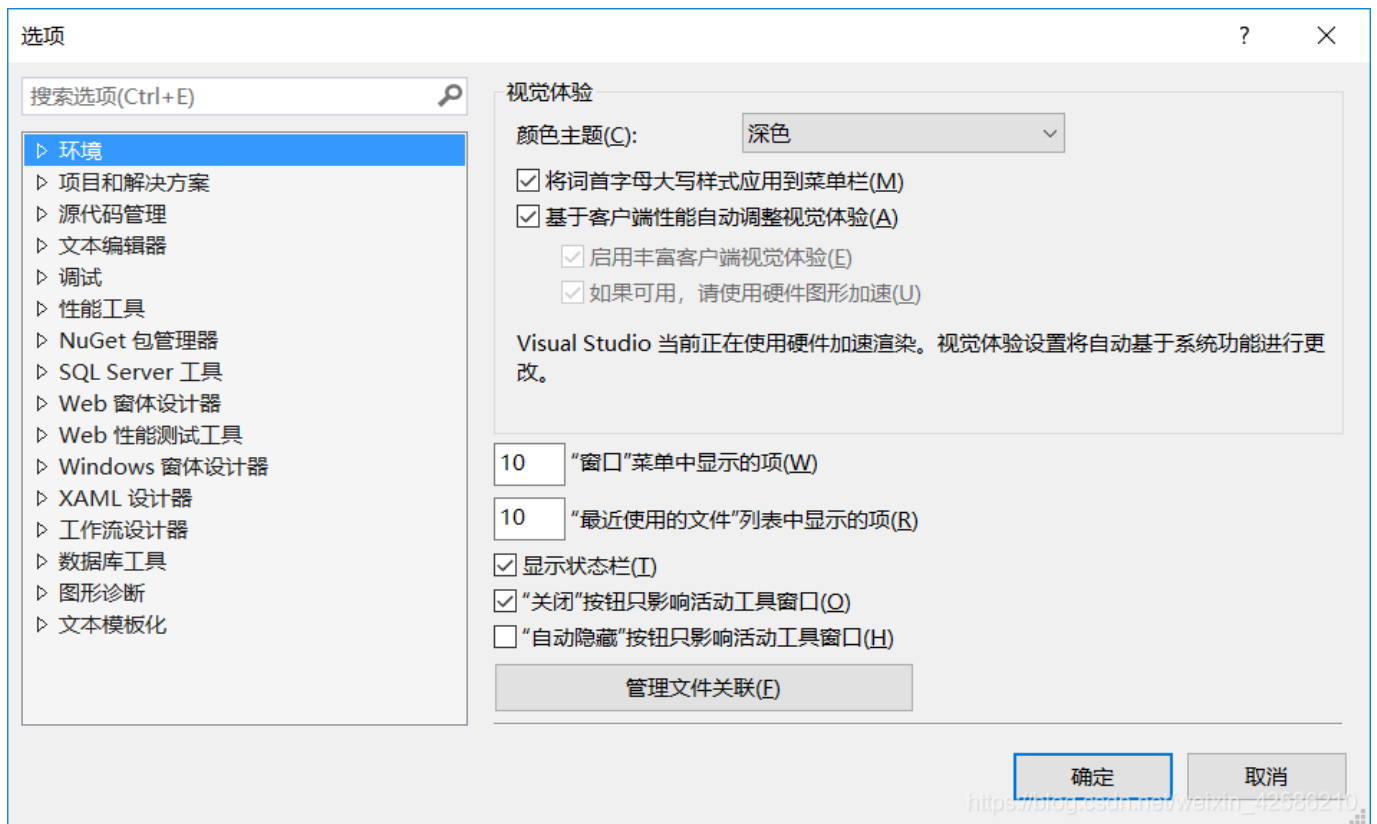 选项
搜索选项(Ctrl+E)
环境
项目和解决方案
源代码管理
文本编辑器
调试
性能工具
NuGet 包管理器
SQL Server 工具
Web 窗体设计器
Web 性能测试工具
Windows 窗体设计器
XAML 设计器
工作流设计器
数据库工具
图形诊断
文本模板化
视觉体验
颜色主题(C):
深色
将词首字母大写样式应用到菜单栏(M)
基于客户端性能自动调整视觉体验(A)
启用丰富客户端视觉体验(E)
如果可用，请使用硬件图形加速(U)
Visual Studio 当前正在使用硬件加速渲染。视觉体验设置将自动基于系统功能进行更
改。
10 “窗口”菜单中显示的项(W)
10 “最近使用的文件”列表中显示的项(R)
显示状态栏(T)
“关闭”按钮只影响活动工具窗口(O)
“自动隐藏”按钮只影响活动工具窗口(H)
管理文件关联(F)
确定
取消
https://blog.csdn.net/weixin_42586210